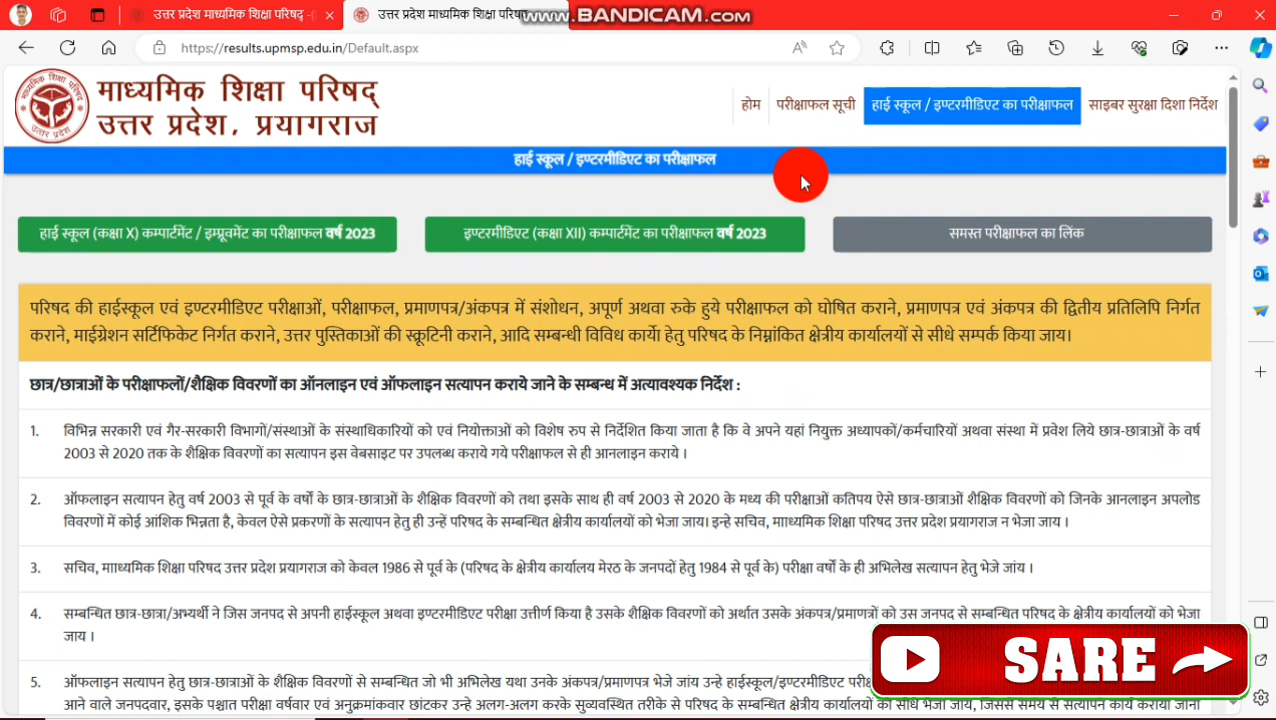 उत्तर प्रदेश माध्यमिक शिक्षा परिषद् -
उत्तर प्रदेश माध्यमिक शिक्षा परिषद
www.BANDICAM.com
https://results.upmsp.edu.in/Default.aspx
माध्यमिक शिक्षा परिषद्
उत्तर प्रदेश, प्रयागराज
होम परीक्षाफल सूची हाई स्कूल / इण्टरमीडिएट का परीक्षाफल साइबर सुरक्षा दिशा निर्देश
हाई स्कूल / इण्टरमीडिएट का परीक्षाफल
हाई स्कूल (कक्षा X) कम्पार्टमेंट / इम्प्रूवमेंट का परीक्षाफल वर्ष 2023
इण्टरमीडिएट (कक्षा XII) कम्पार्टमेंट का परीक्षाफल वर्ष 2023
समस्त परीक्षाफल का लिंक
परिषद की हाईस्कूल एवं इण्टरमीडिएट परीक्षाओं, परीक्षाफल, प्रमाणपत्र/अंकपत्र में संशोधन, अपूर्ण अथवा रुके हुये परीक्षाफल को घोषित कराने, प्रमाणपत्र एवं अंकपत्र की द्वितीय प्रतिलिपि निर्गत
कराने, माईग्रेशन सर्टिफिकेट निर्गत कराने, उत्तर पुस्तिकाओं की स्क्रूटिनी कराने, आदि सम्बन्धी विविध कार्यो हेतु परिषद के निम्नांकित क्षेत्रीय कार्यालयों से सीधे सम्पर्क किया जाय।
छात्र/छात्राओं के परीक्षाफलों/शैक्षिक विवरणों का ऑनलाइन एवं ऑफलाइन सत्यापन कराये जाने के सम्बन्ध में अत्यावश्यक निर्देश :
1. विभिन्न सरकारी एवं गैर-सरकारी विभागों/संस्थाओं के संस्थाधिकारियों को एवं नियोक्ताओं को विशेष रुप से निर्देशित किया जाता है कि वे अपने यहां नियुक्त अध्यापकों/कर्मचारियों अथवा संस्था में प्रवेश लिये छात्र-छात्राओं के वर्ष
2003 से 2020 तक के शैक्षिक विवरणों का सत्यापन इस वेबसाइट पर उपलब्ध कराये गये परीक्षाफल से ही आनलाइन कराये ।
2. ऑफलाइन सत्यापन हेतु वर्ष 2003 से पूर्व के वर्षों के छात्र-छात्राओं के शैक्षिक विवरणों को तथा इसके साथ ही वर्ष 2003 से 2020 के मध्य की परीक्षाओं कतिपय ऐसे छात्र-छात्राओं शैक्षिक विवरणों को जिनके आनलाइन अपलोड
विवरणों में कोई आंशिक भिन्नता है, केवल ऐसे प्रकरणों के सत्यापन हेतु ही उन्हें परिषद के सम्बन्धित क्षेत्रीय कार्यालयों को भेजा जाय। इन्हे सचिव, मााध्यमिक शिक्षा परिषद उत्तर प्रदेश प्रयागराज न भेजा जाय ।
3. सचिव, मााध्यमिक शिक्षा परिषद उत्तर प्रदेश प्रयागराज को केवल 1986 से पूर्व के (परिषद के क्षेत्रीय कार्यालय मेरठ के जनपदों हेतु 1984 से पूर्व के) परीक्षा वर्षों के ही अभिलेख सत्यापन हेतु भेजे जांय ।
4. सम्बन्धित छात्र-छात्रा/अभ्यर्थी ने जिस जनपद से अपनी हाईस्कूल अथवा इण्टरमीडिएट परीक्षा उत्तीर्ण किया है उसके शैक्षिक विवरणों को अर्थात उसके अंकपत्र/प्रमाणत्रों को उस जनपद से सम्बन्धित परिषद के क्षेत्रीय कार्यालयों को भेजा
जाय ।
5. ऑफलाइन सत्यापन हेतु छात्र-छात्राओं के शैक्षिक विवरणों से सम्बन्धित जो भी अभिलेख यथा उनके अंकपत्र/प्रमाणपत्र भेजे जांय उन्हे हाईस्कूल/इण्टरमीडिएट
आने वाले जनपदवार, इसके पश्चात परीक्षा वर्षवार एवं अनुक्रमांकवार छांटकर उन्हे अलग-अलग करके सुव्यवस्थित तरीके से परिषद के सम्बन्धित क्षेत्रीय कार्यालयों को भेजा जाय, जिससे समय से सत्यापन कार्य कराया जाना
SARE